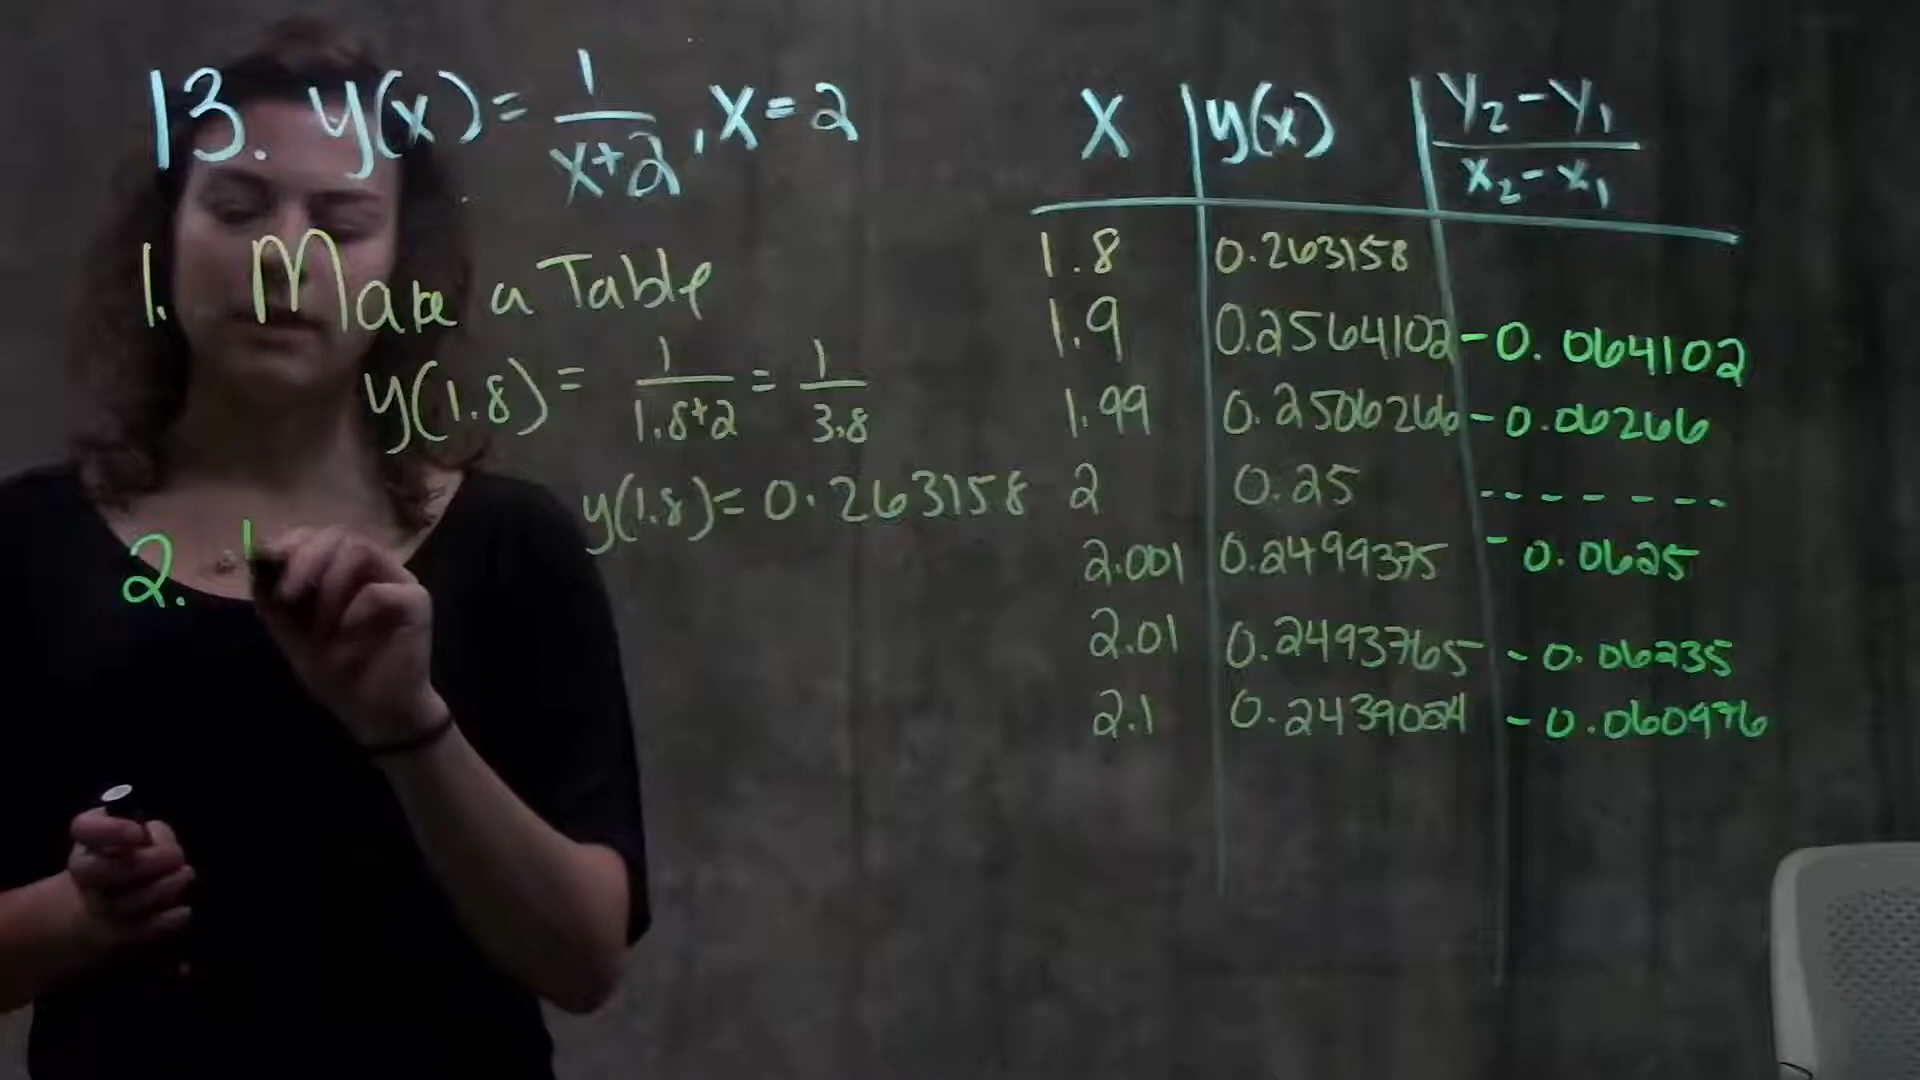 13. y(x) = 1/(x+2), x = 2
1. Make a Table
y(1.8) = 1/(1.8+2) = 1/3.8
y(1.8) = 0.263158
2.
x | y(x) | (y₂ - y₁)/(x₂ - x₁)
1.8 | 0.263158
1.9 | 0.2564102 | -0.064102
1.99 | 0.2506266 | -0.06266
2 | 0.25 | - - - - - - -
2.001 | 0.2499375 | -0.0625
2.01 | 0.2493765 | -0.06235
2.1 | 0.2439024 | -0.060976